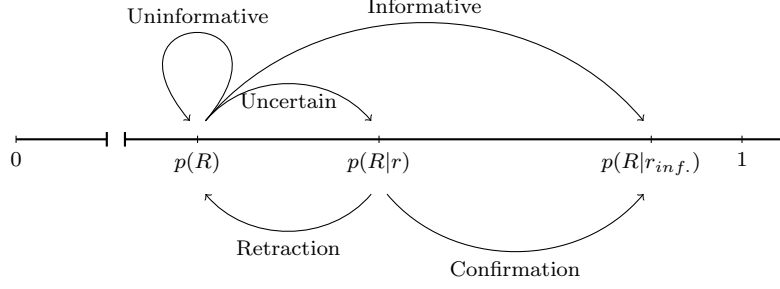 Informative
Uninformative
Uncertain
0 p(R) p(R|r) p(R|r_{inf.}) 1
Retraction
Confirmation